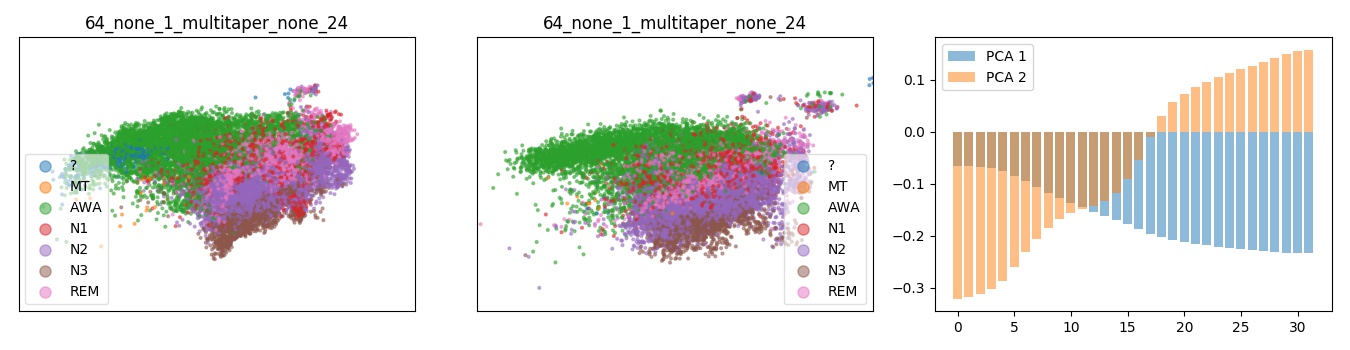 64_none_1_multitaper_none_24
?
MT
AWA
N1
N2
N3
REM
64_none_1_multitaper_none_24
?
MT
AWA
N1
N2
N3
REM
PCA 1
PCA 2
0.1
0.0
−0.1
−0.2
−0.3
0 5 10 15 20 25 30